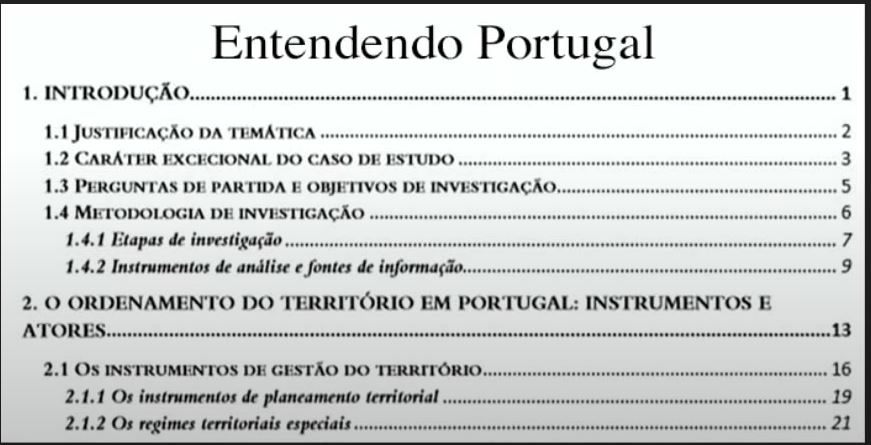 Entendendo Portugal
1. INTRODUÇÃO........................................................................................................ 1
1.1 JUSTIFICAÇÃO DA TEMÁTICA ................................................................................ 2
1.2 CARÁTER EXCECIONAL DO CASO DE ESTUDO ......................................................... 3
1.3 PERGUNTAS DE PARTIDA E OBJETIVOS DE INVESTIGAÇÃO........................................ 5
1.4 METODOLOGIA DE INVESTIGAÇÃO ....................................................................... 6
1.4.1 Etapas de investigação ..................................................................................... 7
1.4.2 Instrumentos de análise e fontes de informação........................................................ 9
2. O ORDENAMENTO DO TERRITÓRIO EM PORTUGAL: INSTRUMENTOS E
ATORES...................................................................................................................13
2.1 OS INSTRUMENTOS DE GESTÃO DO TERRITÓRIO..................................................... 16
2.1.1 Os instrumentos de planeamento territorial ............................................................ 19
2.1.2 Os regimes territoriais especiais ......................................................................... 21